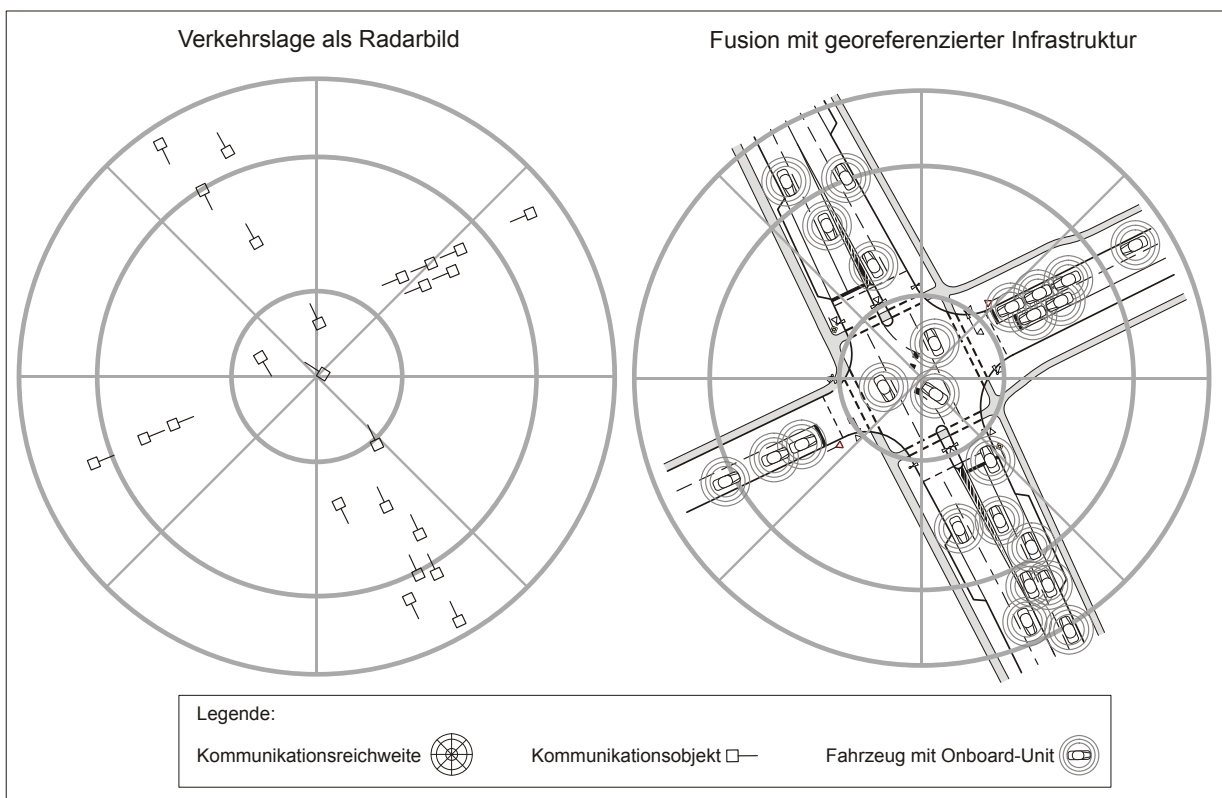 Verkehrslage als Radarbild
Fusion mit georeferenzierter Infrastruktur
Legende:
Kommunikationsreichweite
Kommunikationsobjekt
Fahrzeug mit Onboard-Unit